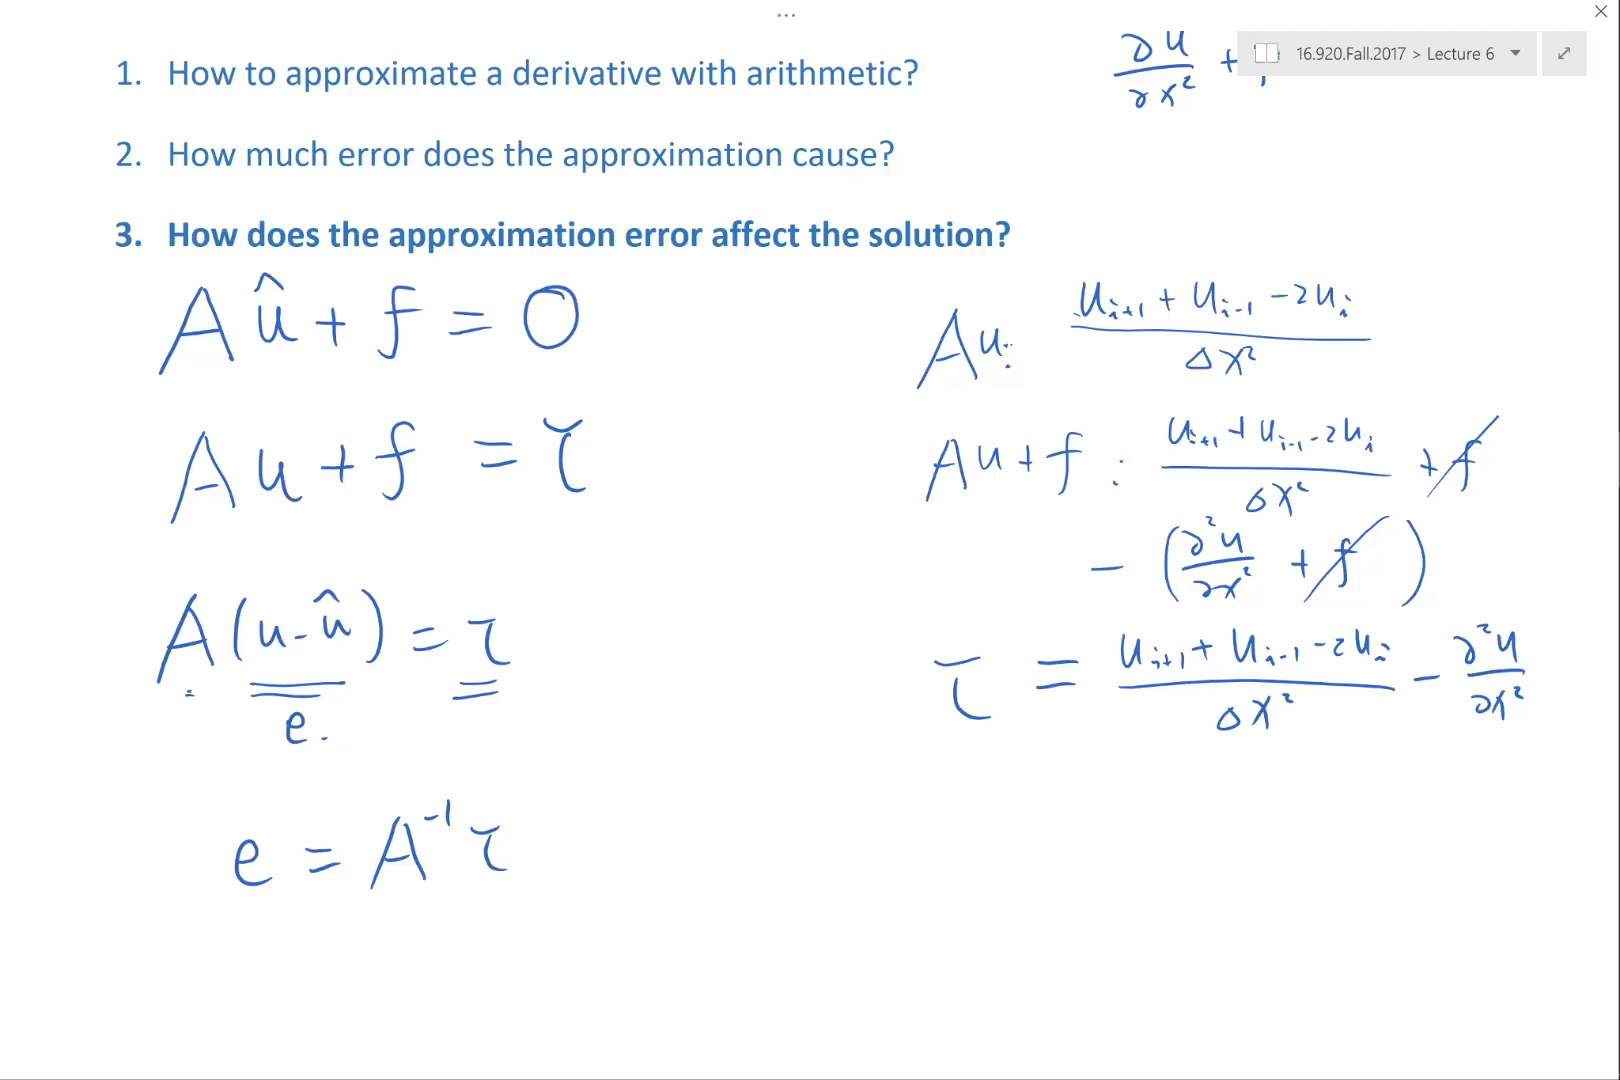 ...
1. How to approximate a derivative with arithmetic?
∂u/∂x² +
16.920.Fall.2017 > Lecture 6
2. How much error does the approximation cause?
3. How does the approximation error affect the solution?
Aû + f = 0
Au: (u_{i+1} + u_{i-1} - 2u_i)/Δx²
Au + f = τ
Au + f : (u_{i+1} + u_{i-1} - 2u_i)/Δx² + f
- (∂²u/∂x² + f)
A(u - û) = τ
e.
τ = (u_{i+1} + u_{i-1} - 2u_i)/Δx² - ∂²u/∂x²
e = A⁻¹ τ